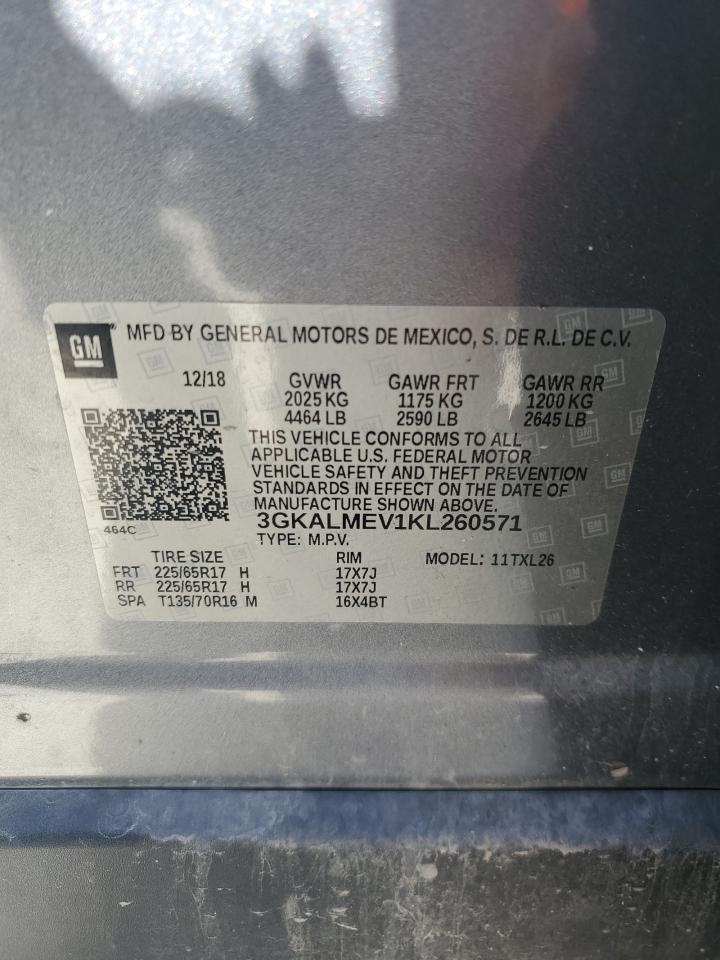 GM
MFD BY GENERAL MOTORS DE MEXICO, S. DE R.L. DE C.V.
12/18 GVWR GAWR FRT GAWR RR
2025 KG 1175 KG 1200 KG
4464 LB 2590 LB 2645 LB
THIS VEHICLE CONFORMS TO ALL
APPLICABLE U.S. FEDERAL MOTOR
VEHICLE SAFETY AND THEFT PREVENTION
STANDARDS IN EFFECT ON THE DATE OF
MANUFACTURE SHOWN ABOVE.
464C
3GKALMEV1KL260571
TYPE: M.P.V.
TIRE SIZE RIM MODEL: 11TXL26
FRT 225/65R17 H 17X7J
RR 225/65R17 H 17X7J
SPA T135/70R16 M 16X4BT